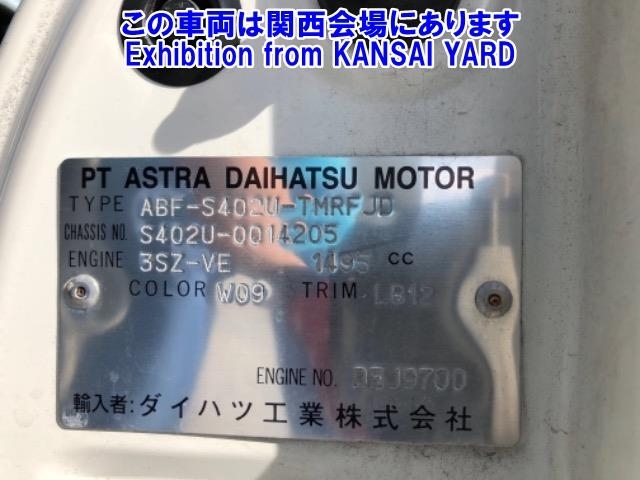 この車両は関西会場にあります
Exhibition from KANSAI YARD
PT ASTRA DAIHATSU MOTOR
TYPE ABF-S402U-TMRFJD
CHASSIS NO. S402U-0014205
ENGINE 3SZ-VE 1495 CC
COLOR W09 TRIM LB12
ENGINE NO.
輸入者:ダイハツ工業株式会社